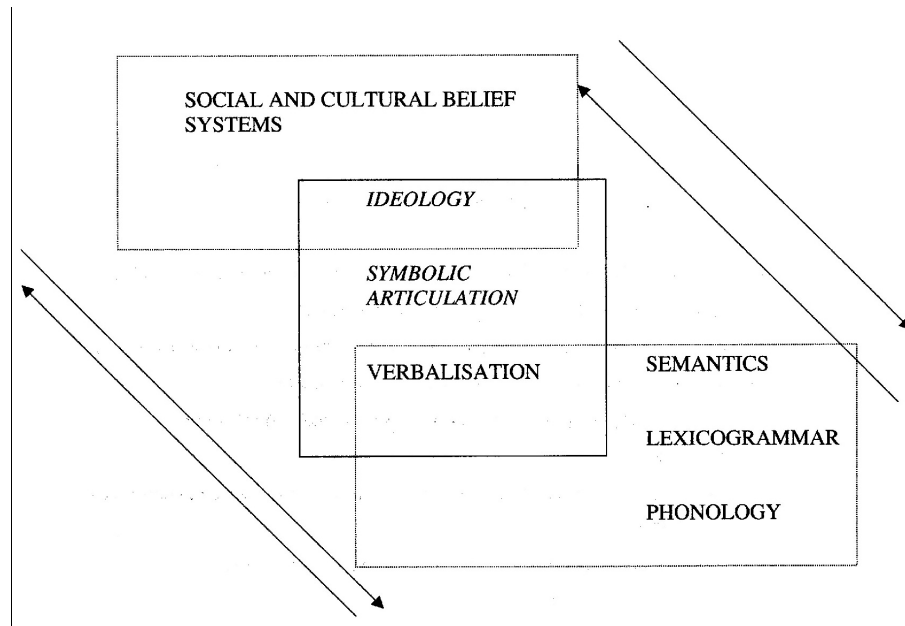 SOCIAL AND CULTURAL BELIEF
SYSTEMS
IDEOLOGY
SYMBOLIC
ARTICULATION
VERBALISATION
SEMANTICS
LEXICOGRAMMAR
PHONOLOGY